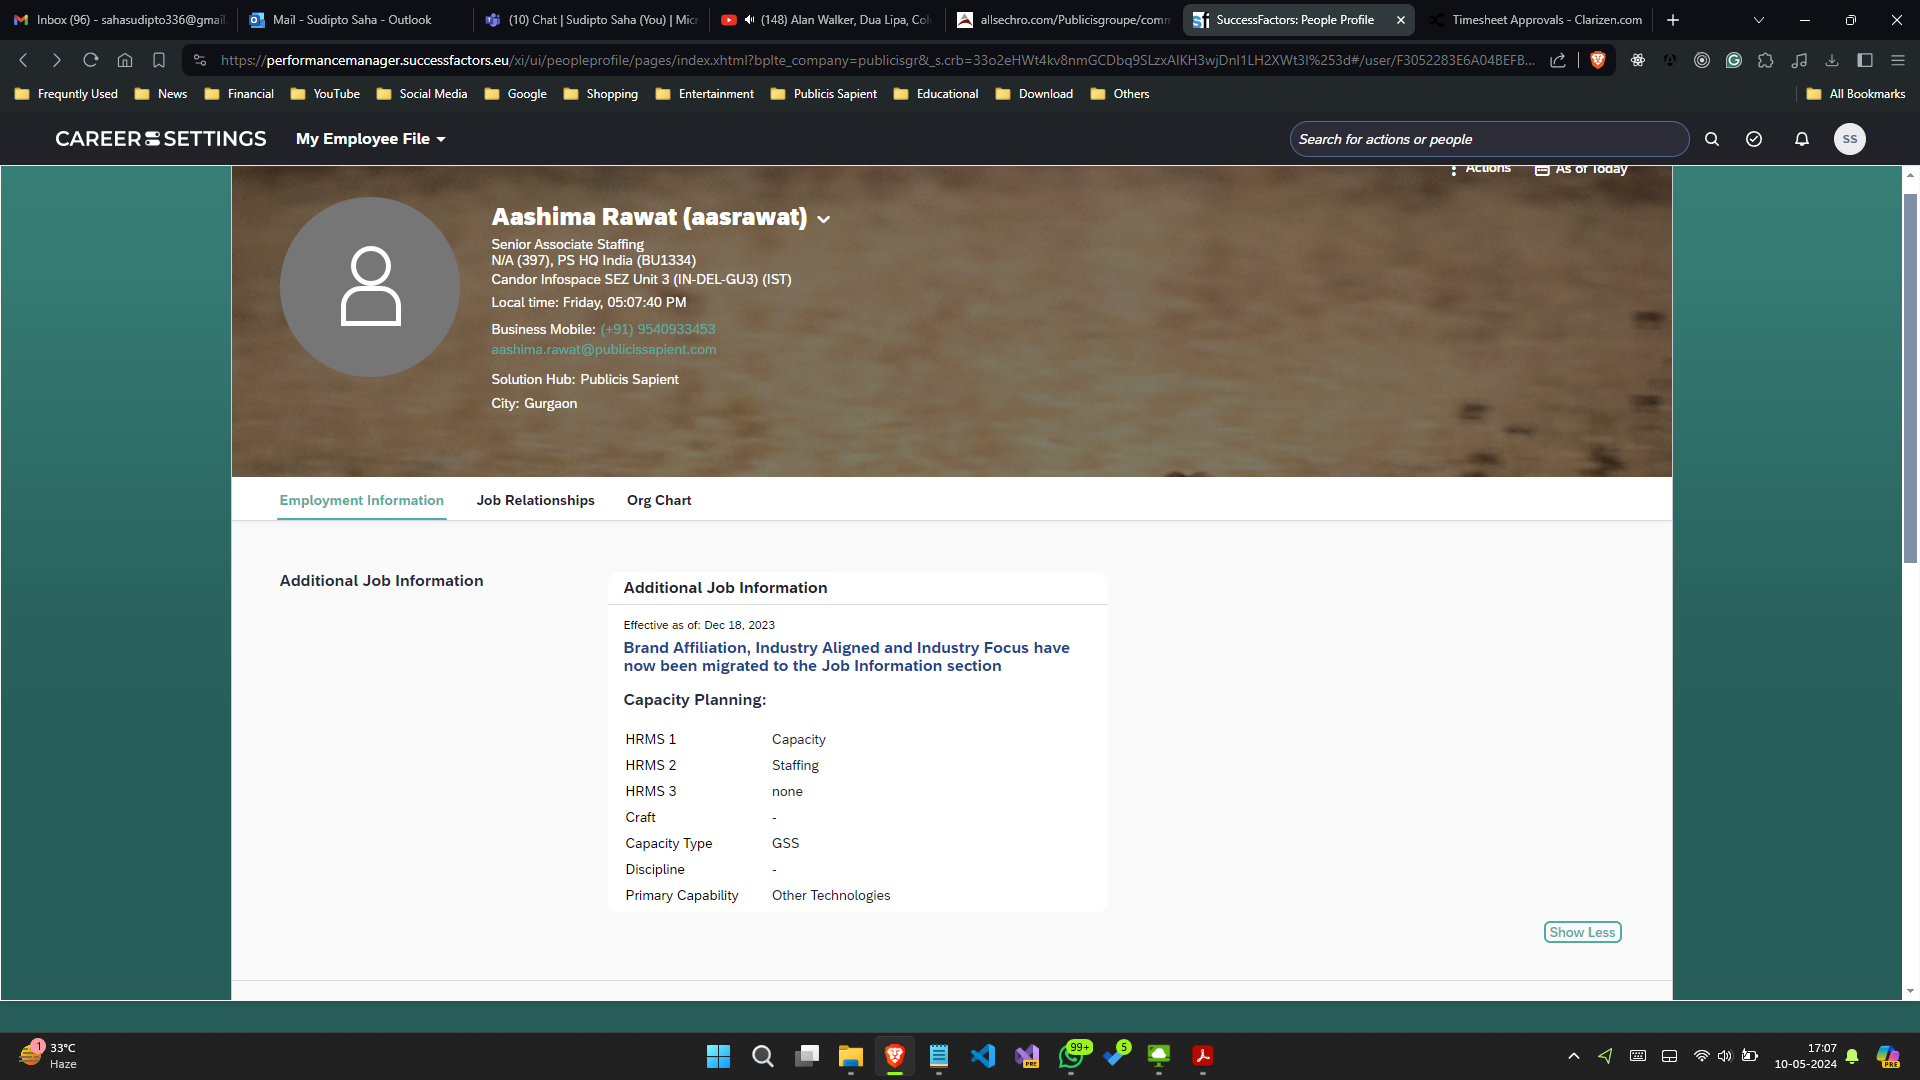 Inbox (96) - sahasudipto336@gmail.
Mail - Sudipto Saha - Outlook
(10) Chat | Sudipto Saha (You) | Micr
(148) Alan Walker, Dua Lipa, Col
allsechro.com/Publicisgroupe/comm
SuccessFactors: People Profile
Timesheet Approvals - Clarizen.com
https://performancemanager.successfactors.eu/xi/ui/peopleprofile/pages/index.xhtml?bplte_company=publicisgr&_s.crb=
Frequntly Used
News
Financial
YouTube
Social Media
Google
Shopping
Entertainment
Publicis Sapient
Educational
Download
Others
All Bookmarks
CAREER SETTINGS
My Employee File
Search for actions or people
SS
Actions
As of Today
Aashima Rawat (aasrawat)
Senior Associate Staffing
N/A (397), PS HQ India (BU1334)
Candor Infospace SEZ Unit 3 (IN-DEL-GU3) (IST)
Local time: Friday, 05:07:40 PM
Business Mobile: (+91) 9540933453
aashima.rawat@publicissapient.com
Solution Hub: Publicis Sapient
City: Gurgaon
Employment Information
Job Relationships
Org Chart
Additional Job Information
Additional Job Information
Effective as of: Dec 18, 2023
Brand Affiliation, Industry Aligned and Industry Focus have
now been migrated to the Job Information section
Capacity Planning:
HRMS 1 Capacity
HRMS 2 Staffing
HRMS 3 none
Craft -
Capacity Type GSS
Discipline -
Primary Capability Other Technologies
Show Less
1
33°C
Haze
PRE
99+
5
17:07
10-05-2024
PRE